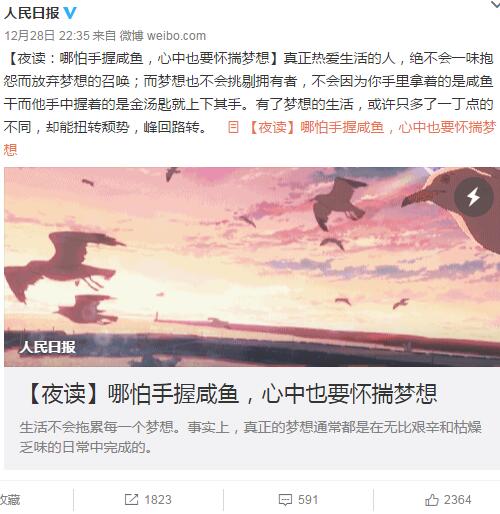 人民日报
12月28日 22:35 来自 微博 weibo.com
【夜读：哪怕手握咸鱼，心中也要怀揣梦想】真正热爱生活的人，绝不会一味抱
怨而放弃梦想的召唤；而梦想也不会挑剔拥有者，不会因为你手里拿着的是咸鱼
干而他手中握着的是金汤匙就上下其手。有了梦想的生活，或许只多了一丁点的
不同，却能扭转颓势，峰回路转。 【夜读】哪怕手握咸鱼，心中也要怀揣梦
想
人民日报
【夜读】哪怕手握咸鱼，心中也要怀揣梦想
生活不会拖累每一个梦想。事实上，真正的梦想通常都是在无比艰辛和枯燥
乏味的日常中完成的。
收藏 1823 591 2364